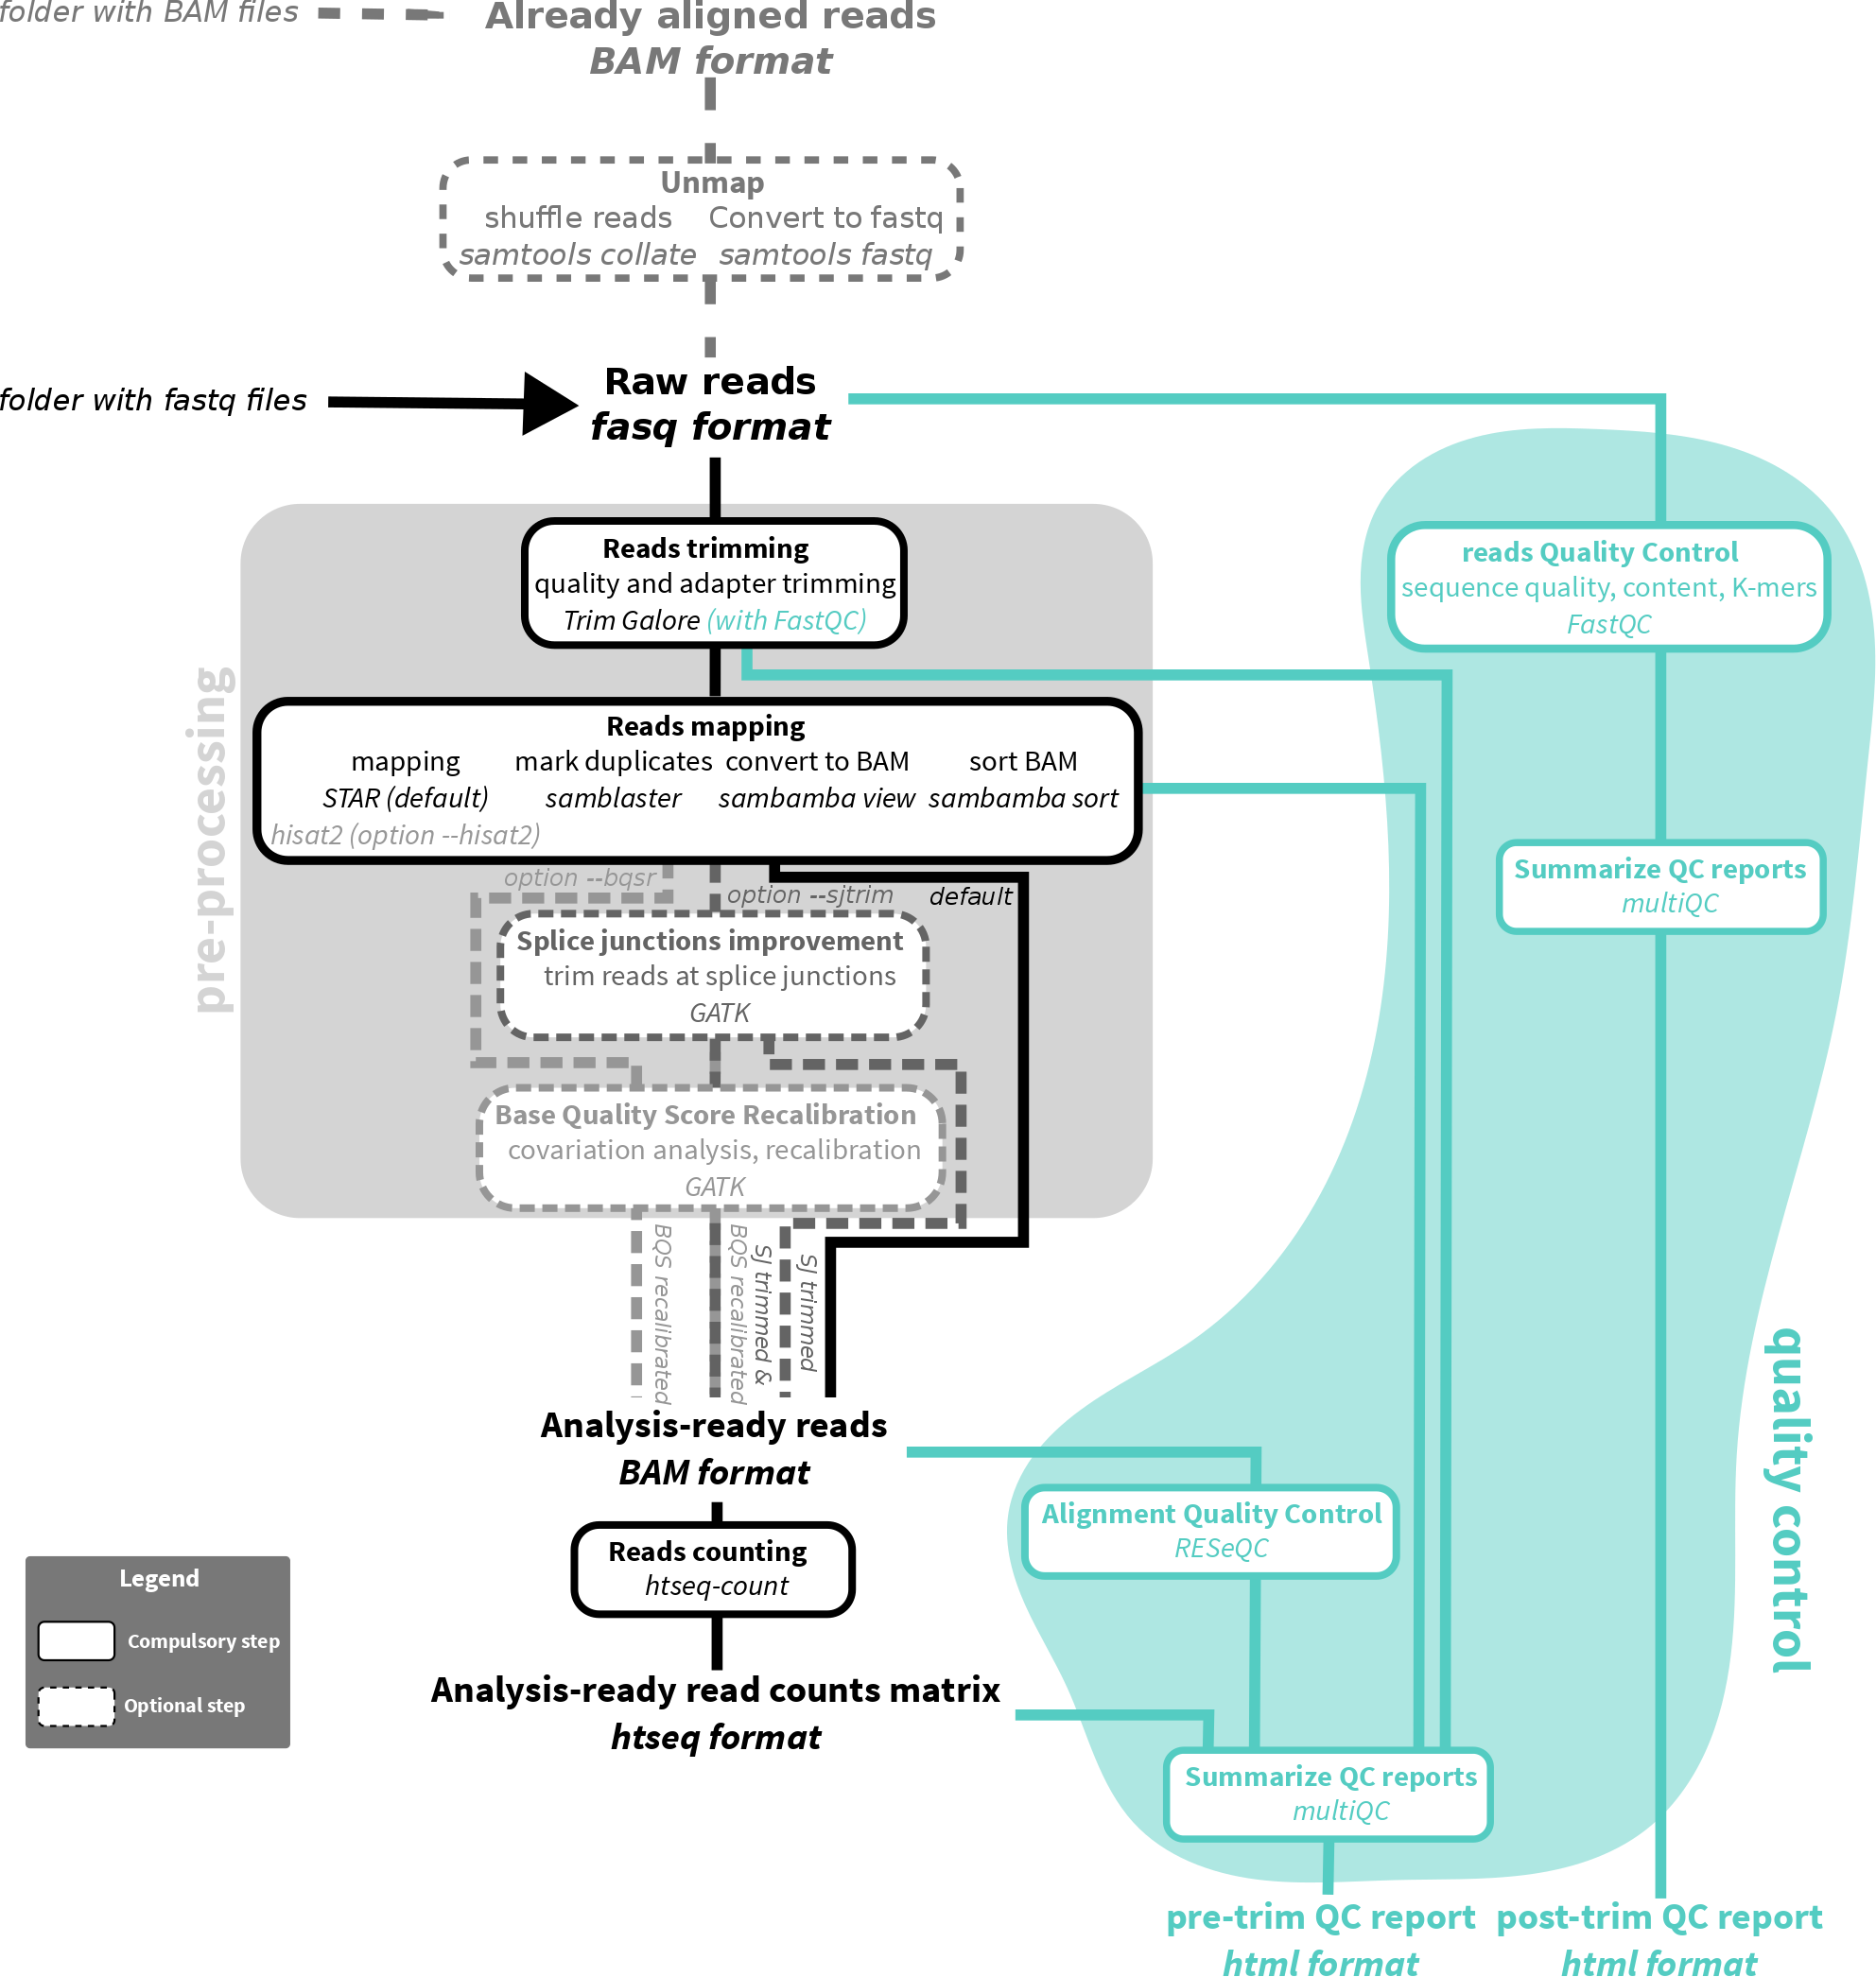 folder with BAM files
Already aligned reads
BAM format
Unmap
shuffle reads Convert to fastq
samtools collate samtools fastq
folder with fastq files
Raw reads
fasq format
Reads trimming
quality and adapter trimming
Trim Galore (with FastQC)
reads Quality Control
sequence quality, content, K-mers
FastQC
pre-processing
Reads mapping
mapping mark duplicates convert to BAM sort BAM
STAR (default) samblaster sambamba view sambamba sort
hisat2 (option --hisat2)
option --bqsr
option --sjtrim
default
Summarize QC reports
multiQC
Splice junctions improvement
trim reads at splice junctions
GATK
Base Quality Score Recalibration
covariation analysis, recalibration
GATK
BQS recalibrated
BQS recalibrated
SJ trimmed &
SJ trimmed
quality control
Analysis-ready reads
BAM format
Alignment Quality Control
RESeQC
Reads counting
htseq-count
Legend
Compulsory step
Optional step
Analysis-ready read counts matrix
htseq format
Summarize QC reports
multiQC
pre-trim QC report
html format
post-trim QC report
html format